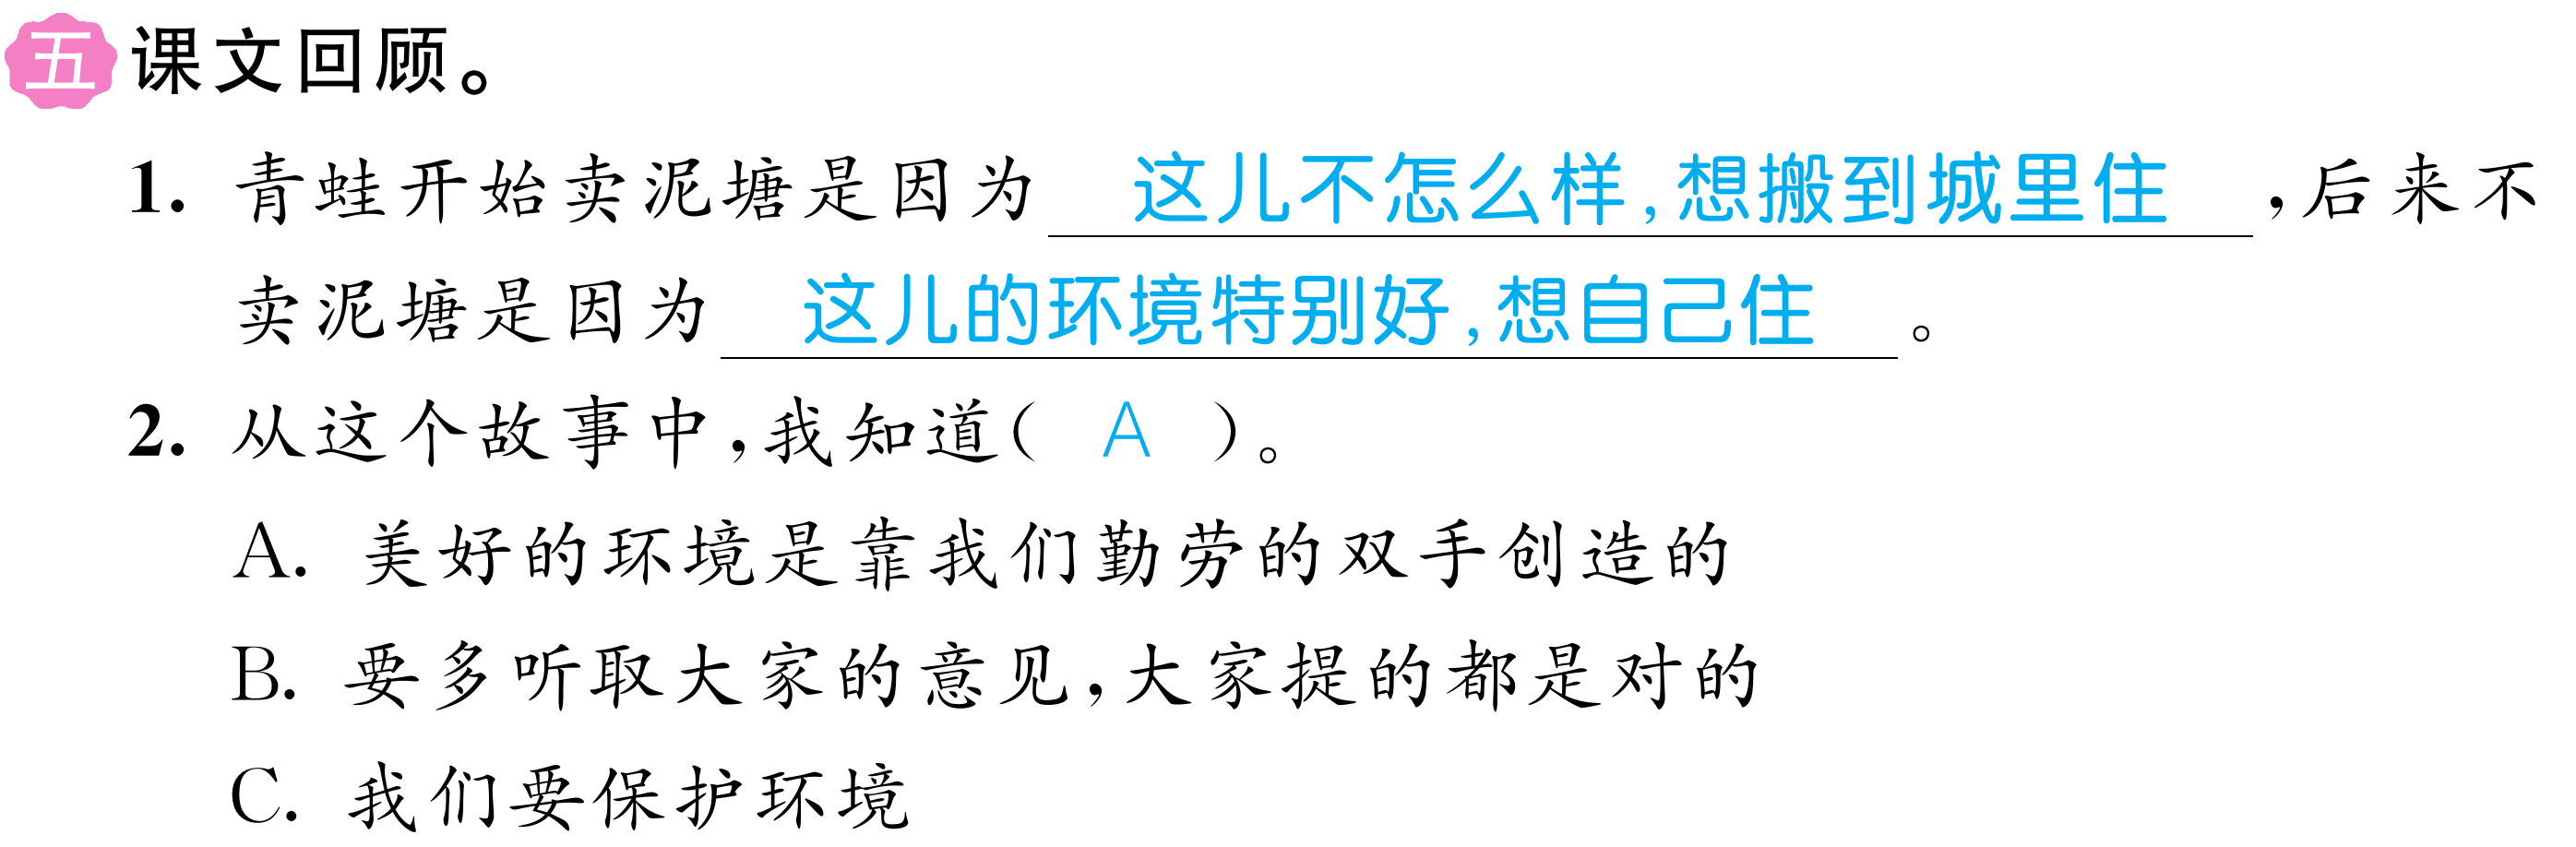 五 课文回顾。
1. 青蛙开始卖泥塘是因为 这儿不怎么样,想搬到城里住 ,后来不
卖泥塘是因为 这儿的环境特别好,想自己住 。
2. 从这个故事中,我知道( A )。
A. 美好的环境是靠我们勤劳的双手创造的
B. 要多听取大家的意见,大家提的都是对的
C. 我们要保护环境